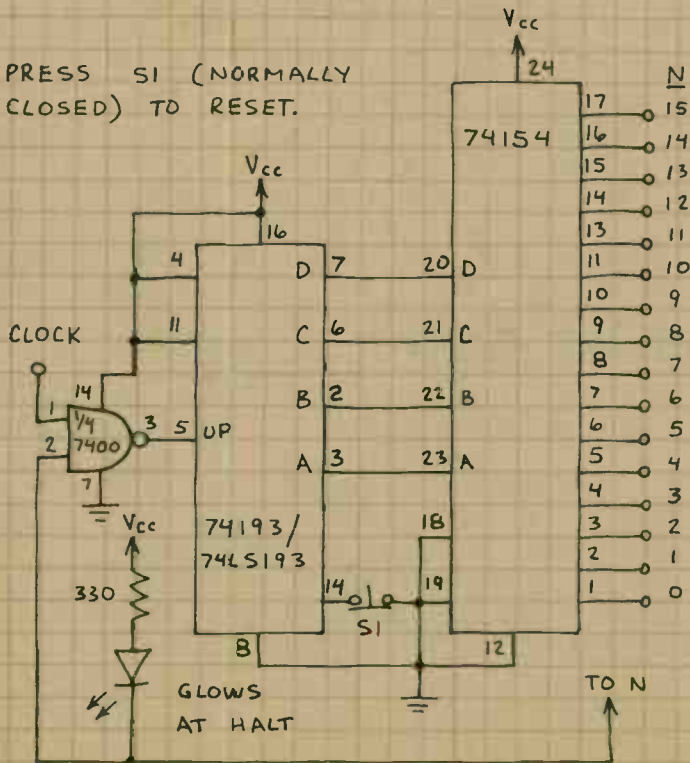 Vcc
PRESS S1 (NORMALLY
CLOSED) TO RESET.
24
N
74154
17 15
16 14
15 13
14 12
13 11
11 10
10 9
9 8
8 7
7 6
6 5
5 4
4 3
3 2
2 1
1 0
Vcc
16
4 D 7 20 D
11 C 6 21 C
CLOCK
14
B 2 22 B
1 1/4 3 5 UP
2 7400
A 3 23 A
7
18
Vcc
74193/
74LS193
330
14 19
S1
8 12
GLOWS
AT HALT
TO N